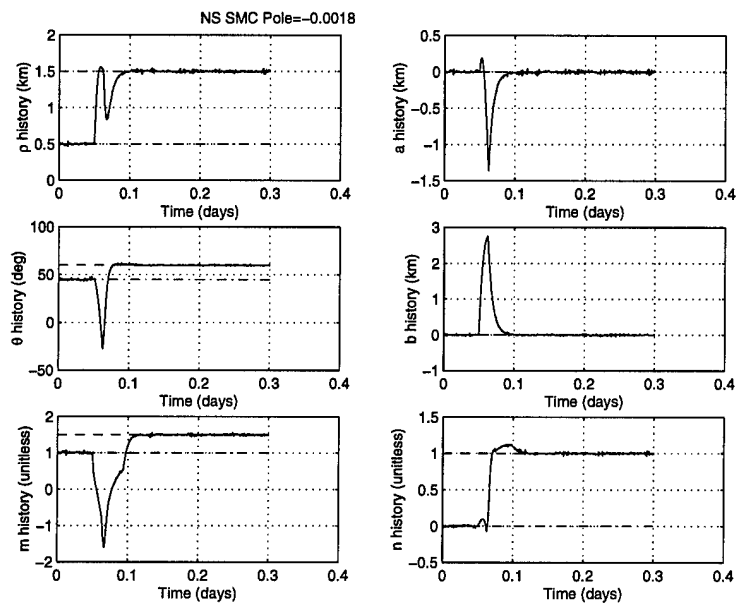 NS SMC Pole=-0.0018
2
1.5
1
0.5
0
ρ history (km)
0 0.1 0.2 0.3 0.4
Time (days)
0.5
0
-0.5
-1
-1.5
a history (km)
0 0.1 0.2 0.3 0.4
Time (days)
100
50
0
-50
θ history (deg)
0 0.1 0.2 0.3 0.4
Time (days)
3
2
1
0
-1
b history (km)
0 0.1 0.2 0.3 0.4
Time (days)
2
1
0
-1
-2
m history (unitless)
0 0.1 0.2 0.3 0.4
Time (days)
1.5
1
0.5
0
-0.5
n history (unitless)
0 0.1 0.2 0.3 0.4
Time (days)